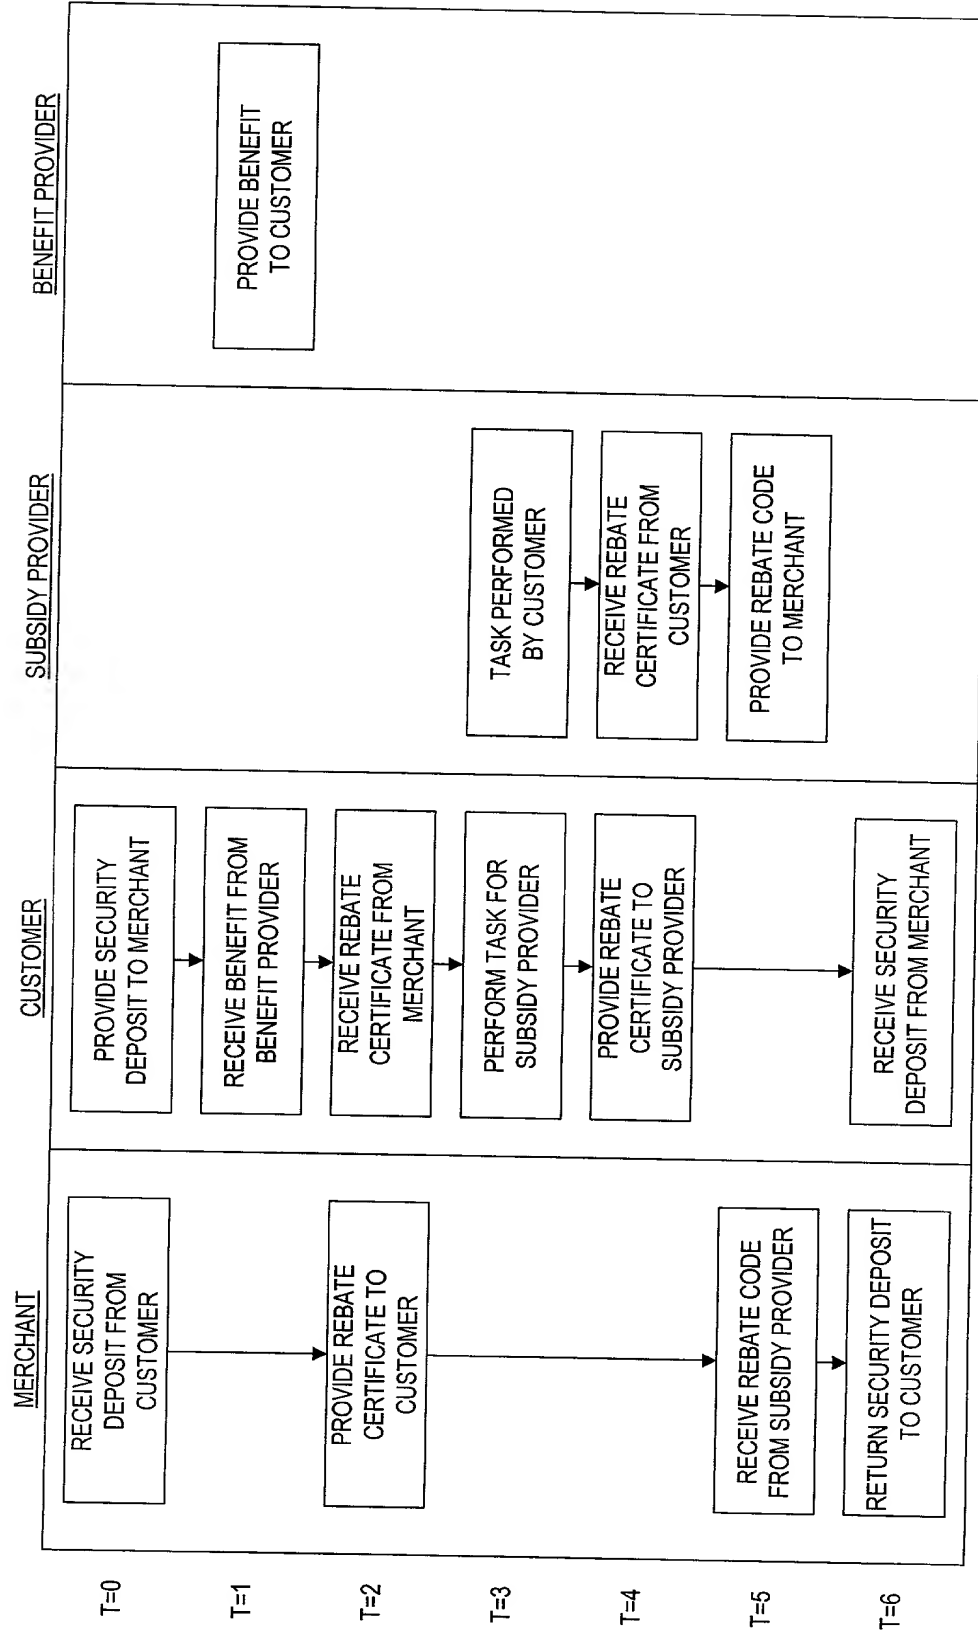 MERCHANT
CUSTOMER
SUBSIDY PROVIDER
BENEFIT PROVIDER
T=0
RECEIVE SECURITY
DEPOSIT FROM
CUSTOMER
PROVIDE SECURITY
DEPOSIT TO MERCHANT
T=1
RECEIVE BENEFIT FROM
BENEFIT PROVIDER
PROVIDE BENEFIT
TO CUSTOMER
T=2
PROVIDE REBATE
CERTIFICATE TO
CUSTOMER
RECEIVE REBATE
CERTIFICATE FROM
MERCHANT
T=3
PERFORM TASK FOR
SUBSIDY PROVIDER
TASK PERFORMED
BY CUSTOMER
T=4
PROVIDE REBATE
CERTIFICATE TO
SUBSIDY PROVIDER
RECEIVE REBATE
CERTIFICATE FROM
CUSTOMER
T=5
RECEIVE REBATE CODE
FROM SUBSIDY PROVIDER
PROVIDE REBATE CODE
TO MERCHANT
T=6
RETURN SECURITY DEPOSIT
TO CUSTOMER
RECEIVE SECURITY
DEPOSIT FROM MERCHANT